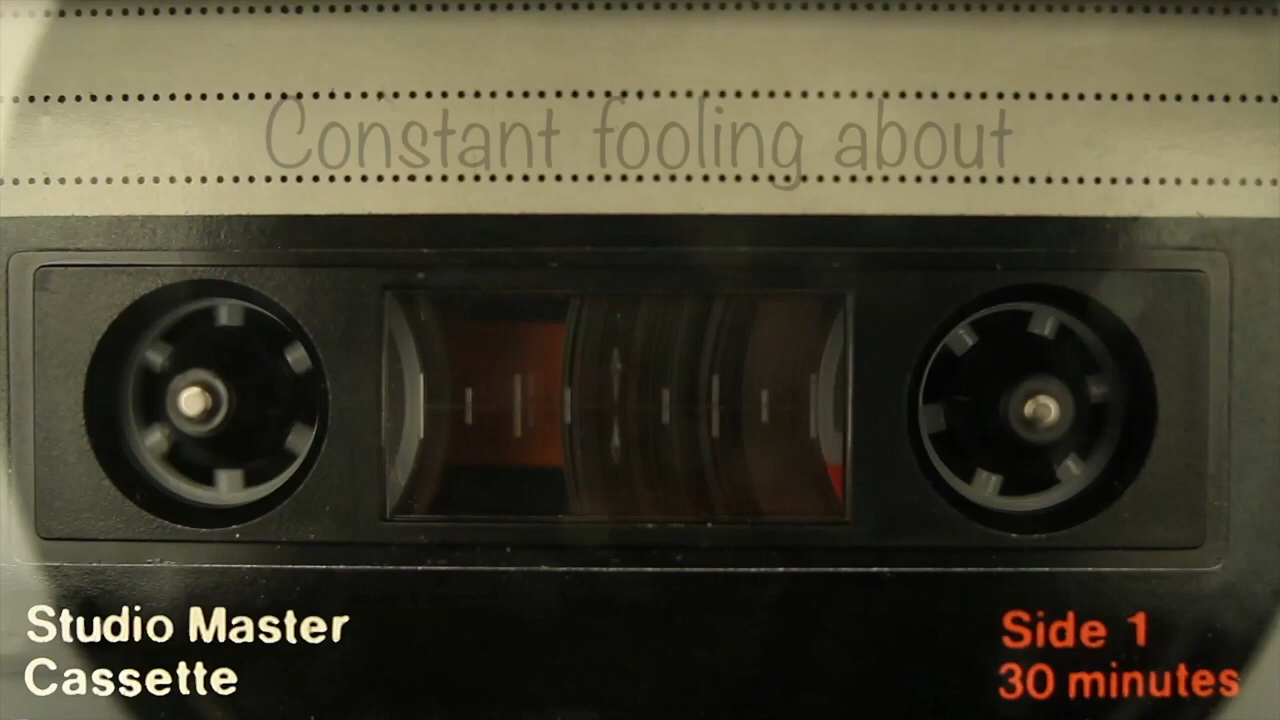 Constant fooling about
Studio Master
Cassette
Side 1
30 minutes